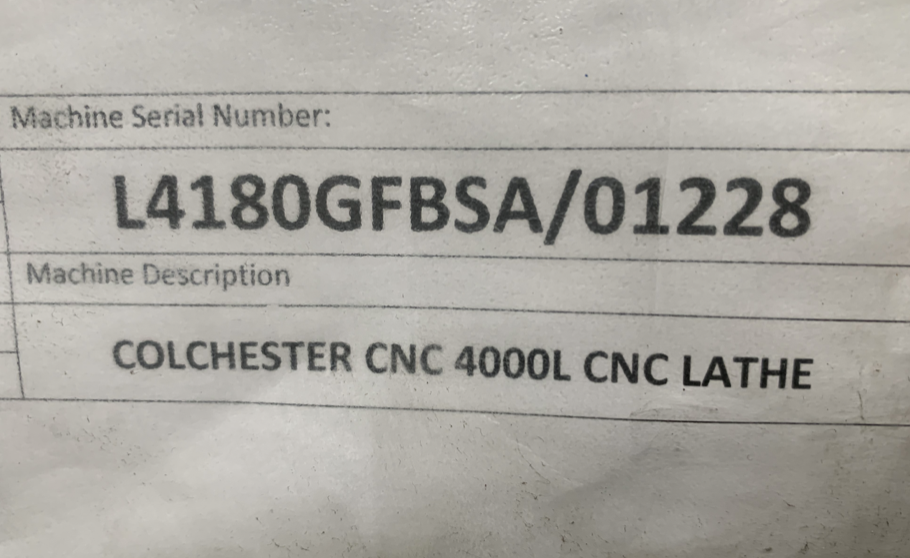 Machine Serial Number:
L4180GFBSA/01228
Machine Description
COLCHESTER CNC 4000L CNC LATHE